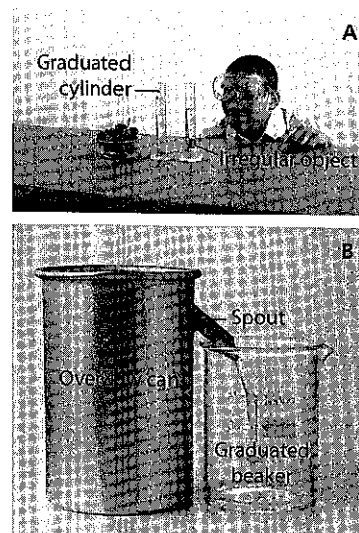 A
Graduated
cylinder
Irregular object
B
Spout
Overflow can
Graduated
beaker